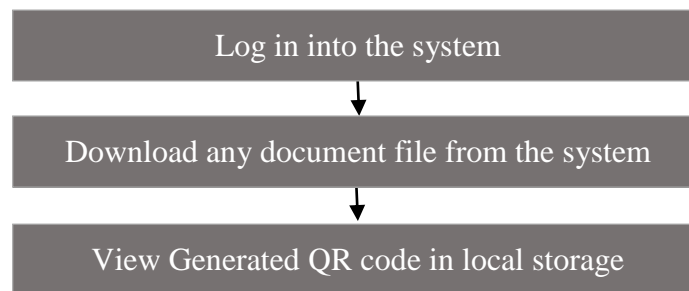 Log in into the system
Download any document file from the system
View Generated QR code in local storage